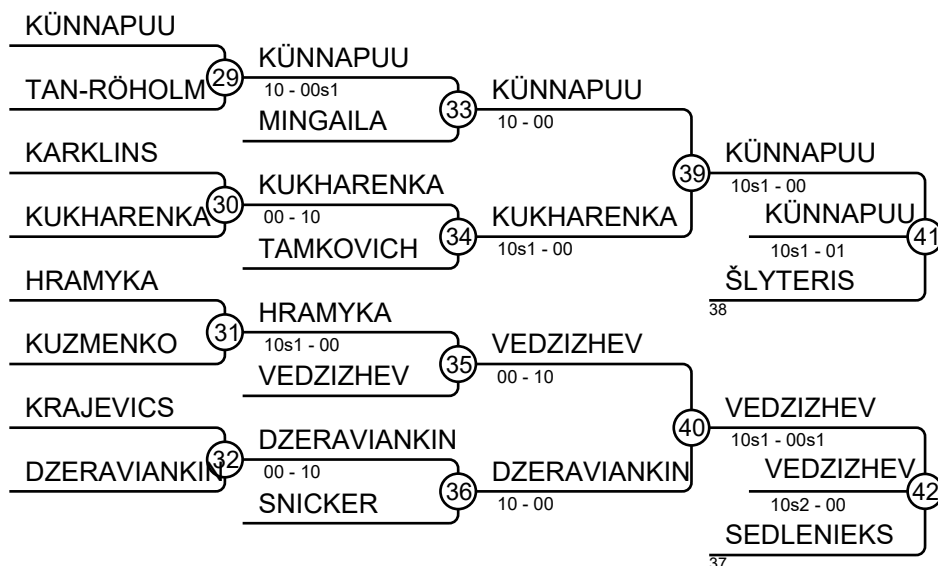 KÜNNAPUU
TAN-RÖHOLM
29
KÜNNAPUU
10 - 00s1
MINGAILA
33
KÜNNAPUU
10 - 00
KARKLINS
KUKHARENKA
30
KUKHARENKA
00 - 10
TAMKOVICH
34
KUKHARENKA
10s1 - 00
39
KÜNNAPUU
10s1 - 00
KÜNNAPUU
10s1 - 01
41
ŠLYTERIS
38
HRAMYKA
KUZMENKO
31
HRAMYKA
10s1 - 00
VEDZIZHEV
35
VEDZIZHEV
00 - 10
KRAJEVICS
DZERAVIANKIN
32
DZERAVIANKIN
00 - 10
SNICKER
36
DZERAVIANKIN
10 - 00
40
VEDZIZHEV
10s1 - 00s1
VEDZIZHEV
10s2 - 00
42
SEDLENIEKS
37